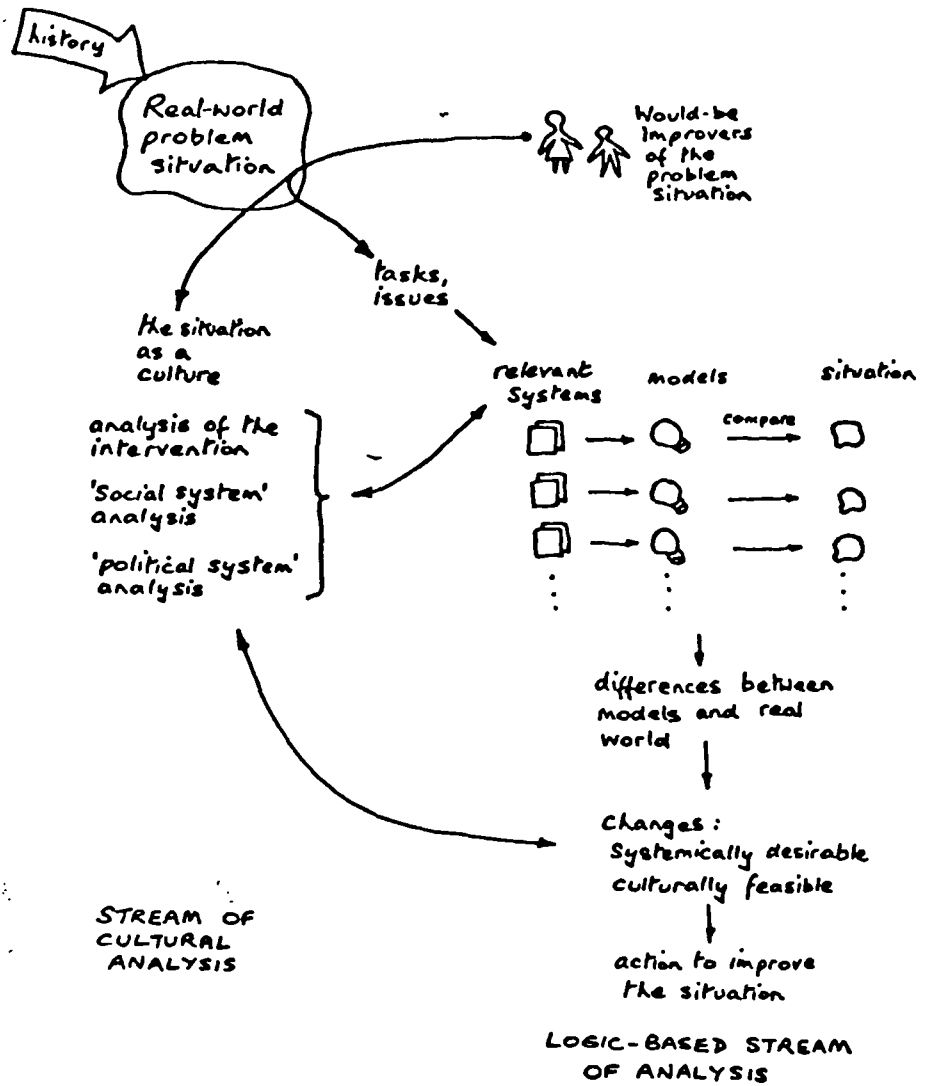 history
Real-world
problem
situation
Would-be
improvers
of the
problem
situation
tasks,
issues
the situation
as a
culture
relevant
systems
models
situation
analysis of the
intervention
compare
'social system'
analysis
'political system'
analysis
differences between
models and real
world
changes:
systemically desirable
culturally feasible
STREAM OF
CULTURAL
ANALYSIS
action to improve
the situation
LOGIC-BASED STREAM
OF ANALYSIS